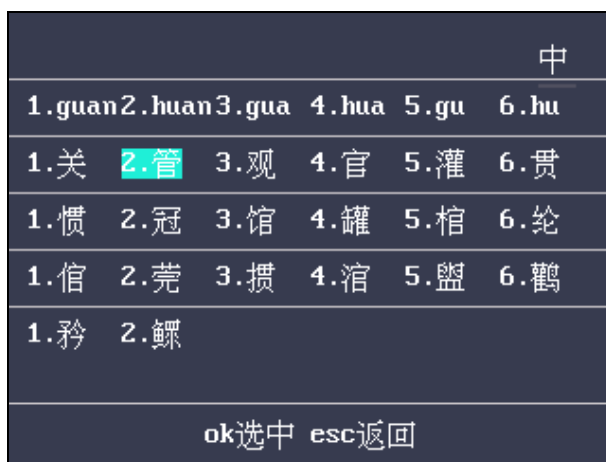 中
1.guan2.huan3.gua 4.hua 5.gu 6.hu
1.关 2.管 3.观 4.官 5.灌 6.贯
1.惯 2.冠 3.馆 4.罐 5.棺 6.纶
1.倌 2.莞 3.掼 4.涫 5.盥 6.鹳
1.矜 2.鳏
ok选中 esc返回